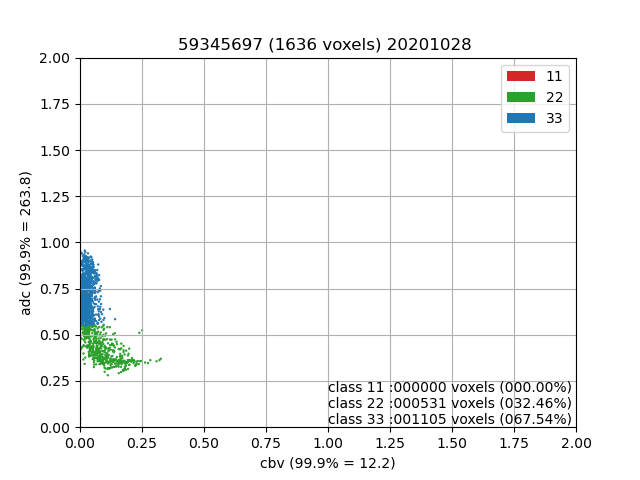 59345697 (1636 voxels) 20201028
2.00
1.75
1.50
1.25
1.00
0.75
0.50
0.25
0.00
adc (99.9% = 263.8)
11
22
33
class 11 :000000 voxels (000.00%)
class 22 :000531 voxels (032.46%)
class 33 :001105 voxels (067.54%)
0.00 0.25 0.50 0.75 1.00 1.25 1.50 1.75 2.00
cbv (99.9% = 12.2)